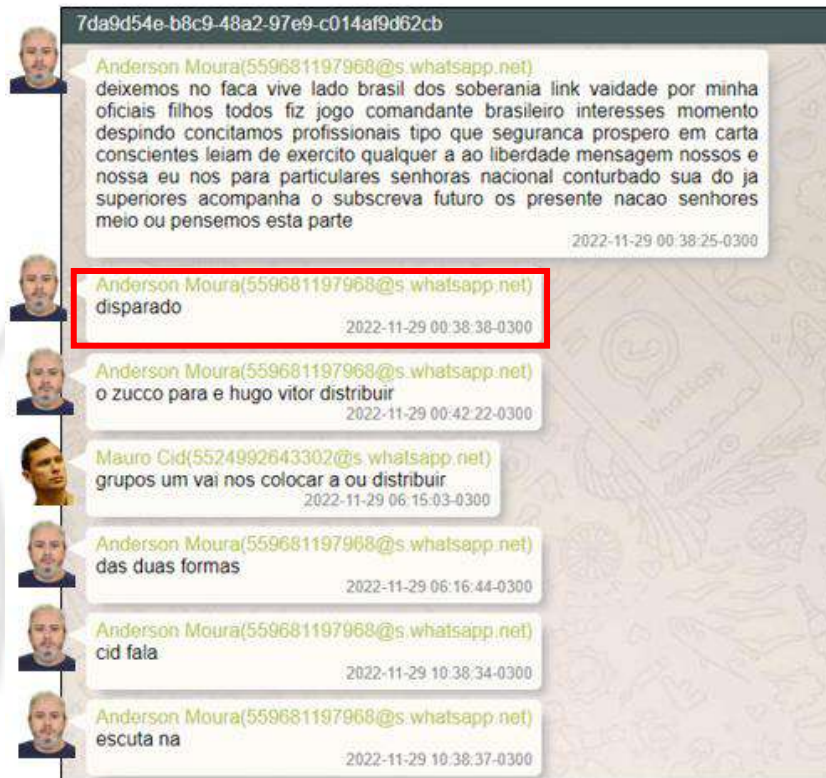 7da9d54e-b8c9-48a2-97e9-c014af9d62cb
Anderson Moura(559681197968@s.whatsapp.net)
deixemos no faca vive lado brasil dos soberania link vaidade por minha
oficiais filhos todos fiz jogo comandante brasileiro interesses momento
despindo concitamos profissionais tipo que seguranca prospero em carta
conscientes leiam de exercito qualquer a ao liberdade mensagem nossos e
nossa eu nos para particulares senhoras nacional conturbado sua do ja
superiores acompanha o subscreva futuro os presente nacao senhores
meio ou pensemos esta parte
2022-11-29 00:38:25-0300
Anderson Moura(559681197968@s.whatsapp.net)
disparado
2022-11-29 00:38:38-0300
Anderson Moura(559681197968@s.whatsapp.net)
o zucco para e hugo vitor distribuir
2022-11-29 00:42:22-0300
Mauro Cid(5524992643302@s.whatsapp.net)
grupos um vai nos colocar a ou distribuir
2022-11-29 06:15:03-0300
Anderson Moura(559681197968@s.whatsapp.net)
das duas formas
2022-11-29 06:16:44-0300
Anderson Moura(559681197968@s.whatsapp.net)
cid fala
2022-11-29 10:38:34-0300
Anderson Moura(559681197968@s.whatsapp.net)
escuta na
2022-11-29 10:38:37-0300
Whatsapp